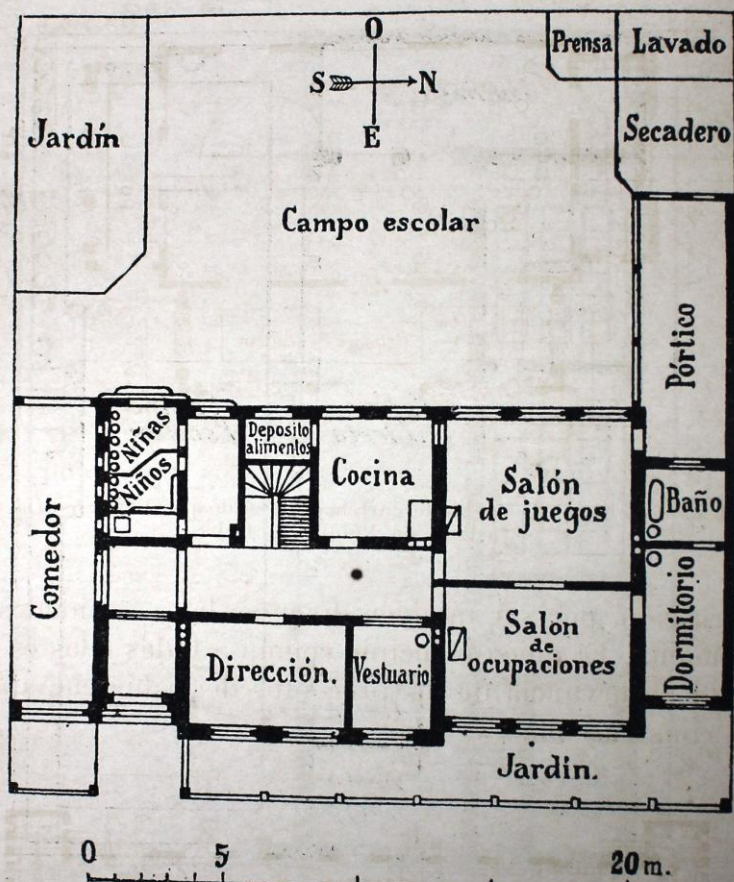 O
S N
E
Prensa
Lavado
Jardín
Secadero
Campo escolar
Pórtico
Niñas
Niños
Deposito
alimentos
Cocina
Salón
de juegos
Baño
Comedor
Dirección.
Vestuario
Salón
de
ocupaciones
Dormitorio
Jardin.
0 5 20 m.